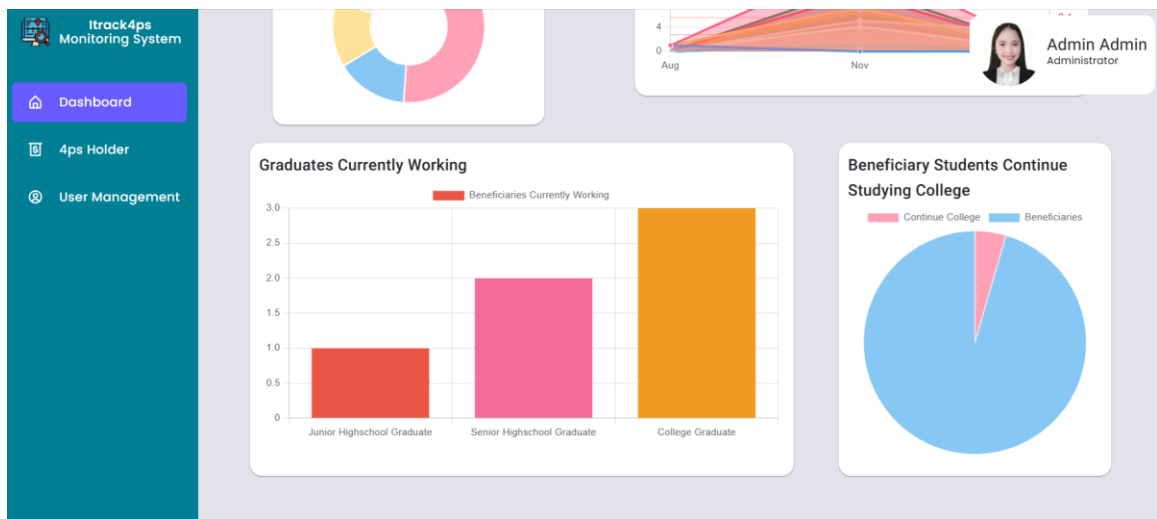 Itrack4ps
Monitoring System
Dashboard
4ps Holder
User Management
4
0
Aug
Nov
Admin Admin
Administrator
Graduates Currently Working
Beneficiaries Currently Working
3.0
2.5
2.0
1.5
1.0
0.5
0
Junior Highschool Graduate
Senior Highschool Graduate
College Graduate
Beneficiary Students Continue
Studying College
Continue College
Beneficiaries